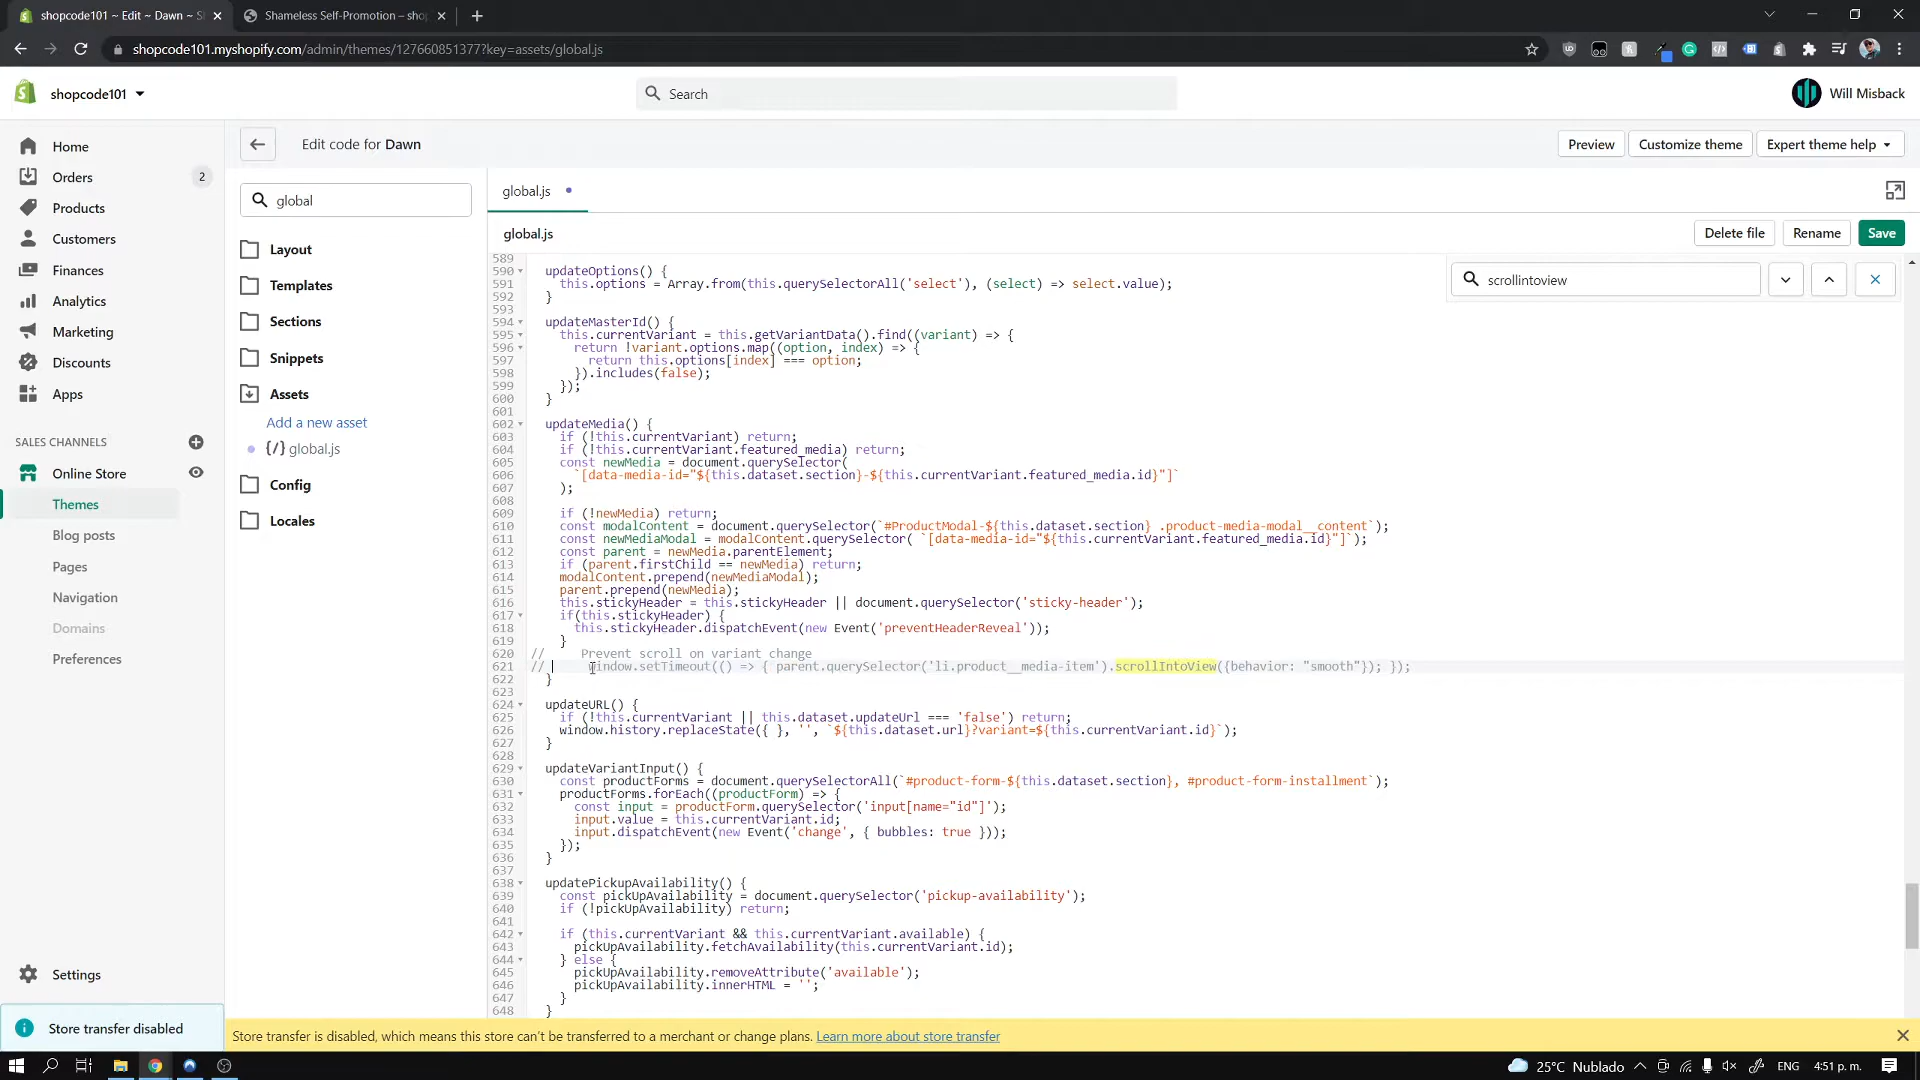 shopcode101 ~ Edit ~ Dawn ~ S
Shameless Self-Promotion – shop
shopcode101.myshopify.com/admin/themes/127660851377?key=assets/global.js
shopcode101
Search
Will Misback
Home
Orders
2
Products
Customers
Finances
Analytics
Marketing
Discounts
Apps
SALES CHANNELS
Online Store
Themes
Blog posts
Pages
Navigation
Domains
Preferences
Settings
Store transfer disabled
Edit code for Dawn
Preview
Customize theme
Expert theme help
global
Layout
Templates
Sections
Snippets
Assets
Add a new asset
{/} global.js
Config
Locales
global.js
global.js
Delete file
Rename
Save
scrollintoview
589
590 updateOptions() {
591 this.options = Array.from(this.querySelectorAll('select'), (select) => select.value);
592 }
593
594 updateMasterId() {
595 this.currentVariant = this.getVariantData().find((variant) => {
596 return !variant.options.map((option, index) => {
597 return this.options[index] === option;
598 }).includes(false);
599 });
600 }
601
602 updateMedia() {
603 if (!this.currentVariant) return;
604 if (!this.currentVariant.featured_media) return;
605 const newMedia = document.querySelector(
606 `[data-media-id="${this.dataset.section}-${this.currentVariant.featured_media.id}"]`
607 );
608
609 if (!newMedia) return;
610 const modalContent = document.querySelector(`#ProductModal-${this.dataset.section} .product-media-modal__content`);
611 const newMediaModal = modalContent.querySelector( `[data-media-id="${this.currentVariant.featured_media.id}"]`);
612 const parent = newMedia.parentElement;
613 if (parent.firstChild == newMedia) return;
614 modalContent.prepend(newMediaModal);
615 parent.prepend(newMedia);
616 this.stickyHeader = this.stickyHeader || document.querySelector('sticky-header');
617 if(this.stickyHeader) {
618 this.stickyHeader.dispatchEvent(new Event('preventHeaderReveal'));
619 }
620 // Prevent scroll on variant change
621 // window.setTimeout(() => { parent.querySelector('li.product__media-item').scrollIntoView({behavior: "smooth"}); });
622 }
623
624 updateURL() {
625 if (!this.currentVariant || this.dataset.updateUrl === 'false') return;
626 window.history.replaceState({ }, '', `${this.dataset.url}?variant=${this.currentVariant.id}`);
627 }
628
629 updateVariantInput() {
630 const productForms = document.querySelectorAll(`#product-form-${this.dataset.section}, #product-form-installment`);
631 productForms.forEach((productForm) => {
632 const input = productForm.querySelector('input[name="id"]');
633 input.value = this.currentVariant.id;
634 input.dispatchEvent(new Event('change', { bubbles: true }));
635 });
636 }
637
638 updatePickupAvailability() {
639 const pickUpAvailability = document.querySelector('pickup-availability');
640 if (!pickUpAvailability) return;
641
642 if (this.currentVariant && this.currentVariant.available) {
643 pickUpAvailability.fetchAvailability(this.currentVariant.id);
644 } else {
645 pickUpAvailability.removeAttribute('available');
646 pickUpAvailability.innerHTML = '';
647 }
648 }
Store transfer is disabled, which means this store can't be transferred to a merchant or change plans. Learn more about store transfer
25°C Nublado
ENG
4:51 p. m.